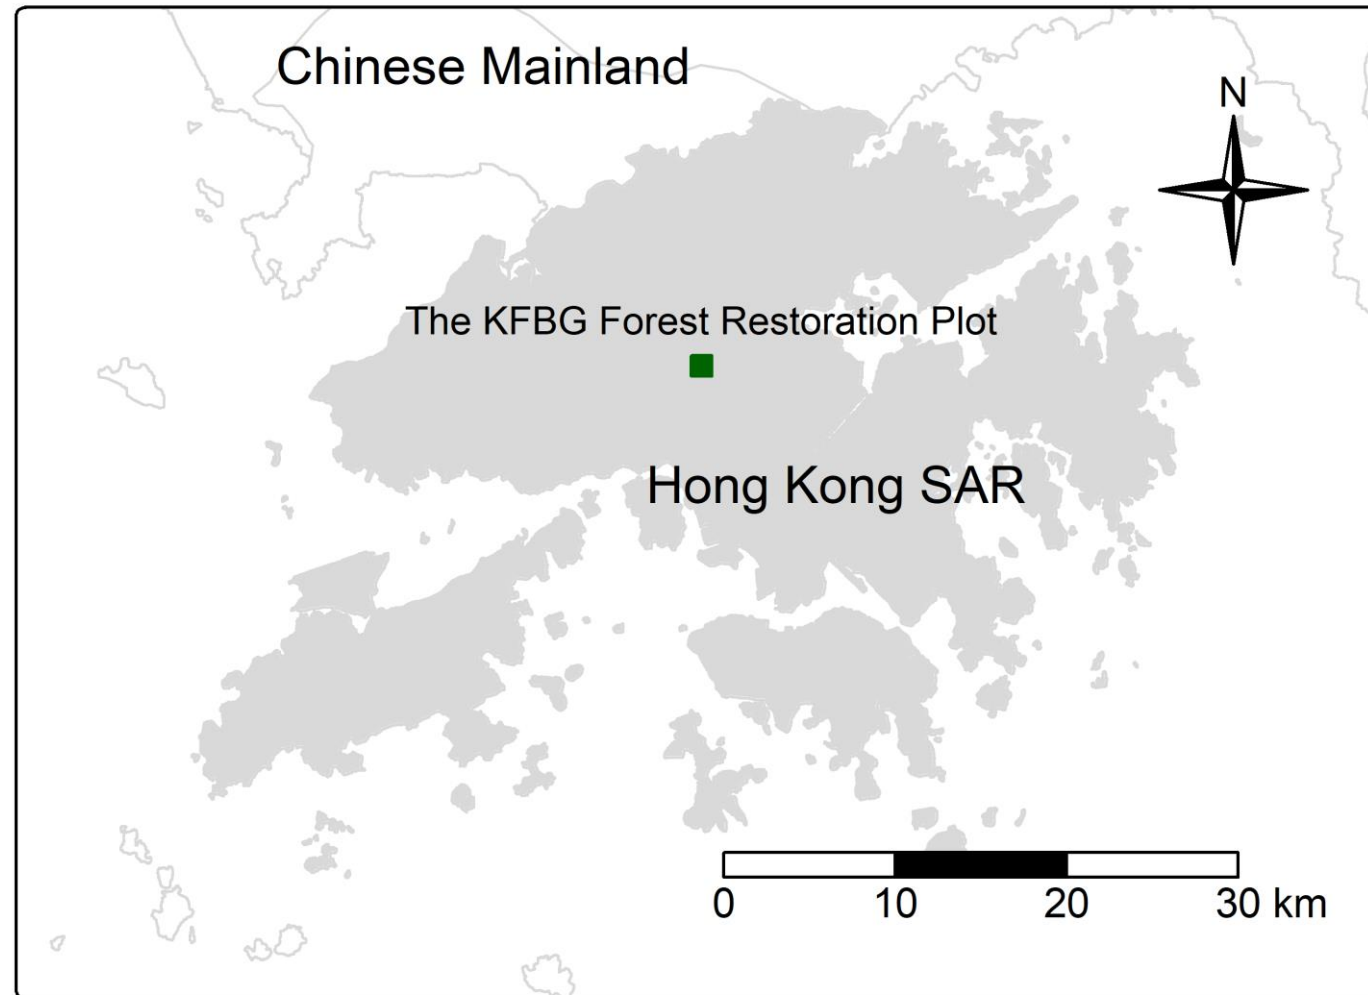 Chinese Mainland
N
The KFBG Forest Restoration Plot
Hong Kong SAR
0 10 20 30 km